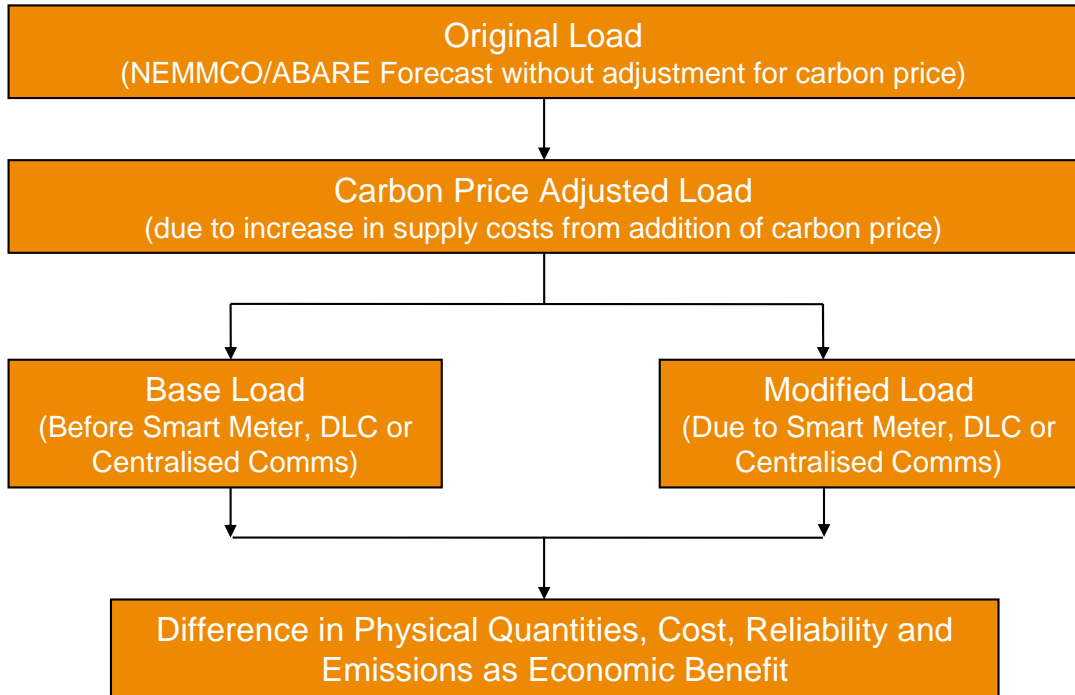 Original Load
(NEMMCO/ABARE Forecast without adjustment for carbon price)
Carbon Price Adjusted Load
(due to increase in supply costs from addition of carbon price)
Base Load
(Before Smart Meter, DLC or
Centralised Comms)
Modified Load
(Due to Smart Meter, DLC or
Centralised Comms)
Difference in Physical Quantities, Cost, Reliability and
Emissions as Economic Benefit